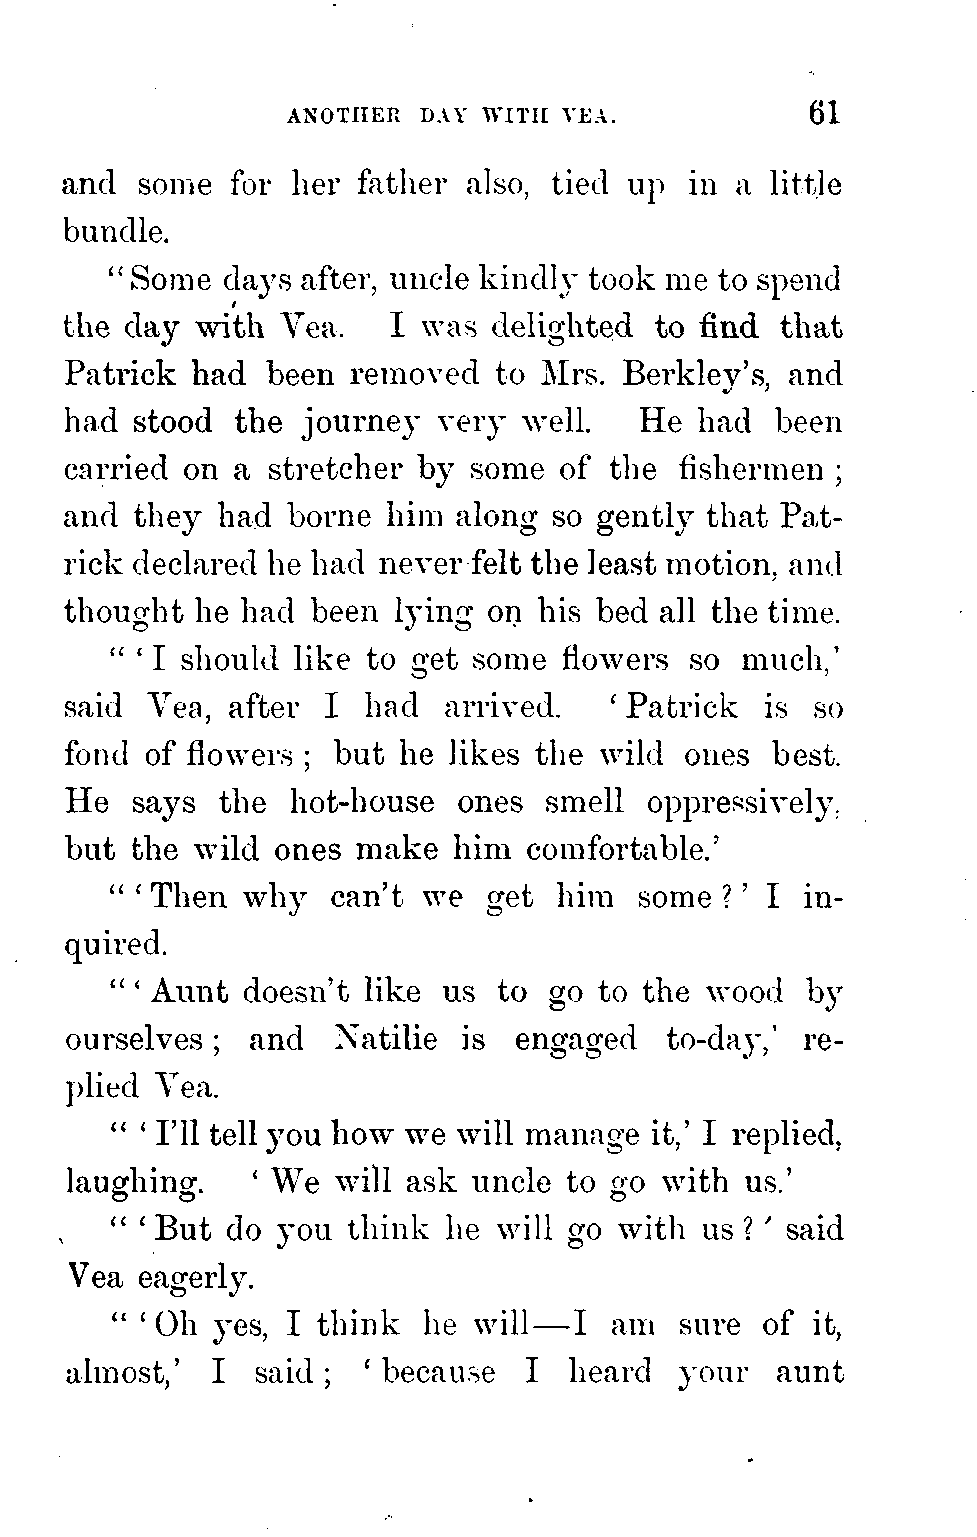 ANOTHER DAY WITH VEA. 61
and some for her father also, tied up in a little
bundle.
"Some days after, uncle kindly took me to spend
the day with Vea. I was delighted to find that
Patrick had been removed to Mrs. Berkley's, and
had stood the journey very well. He had been
carried on a stretcher by some of the fishermen ;
and they had borne him along so gently that Pat-
rick declared he had never felt the least motion, and
thought he had been lying on his bed all the time.
" ' I should like to get some flowers so much,'
said Vea, after I had arrived. ' Patrick is so
fond of flowers ; but he likes the wild ones best.
He says the hot-house ones smell oppressively,
but the wild ones make him comfortable.'
" ' Then why can't we get him some ? ' I in-
quired.
" ' Aunt doesn't like us to go to the wood by
ourselves ; and Natilie is engaged to-day,' re-
plied Vea.
" ' I'll tell you how we will manage it,' I replied,
laughing. ' We will ask uncle to go with us.'
" ' But do you think he will go with us ? ' said
Vea eagerly.
" ' Oh yes, I think he will—I am sure of it,
almost,' I said ; ' because I heard your aunt